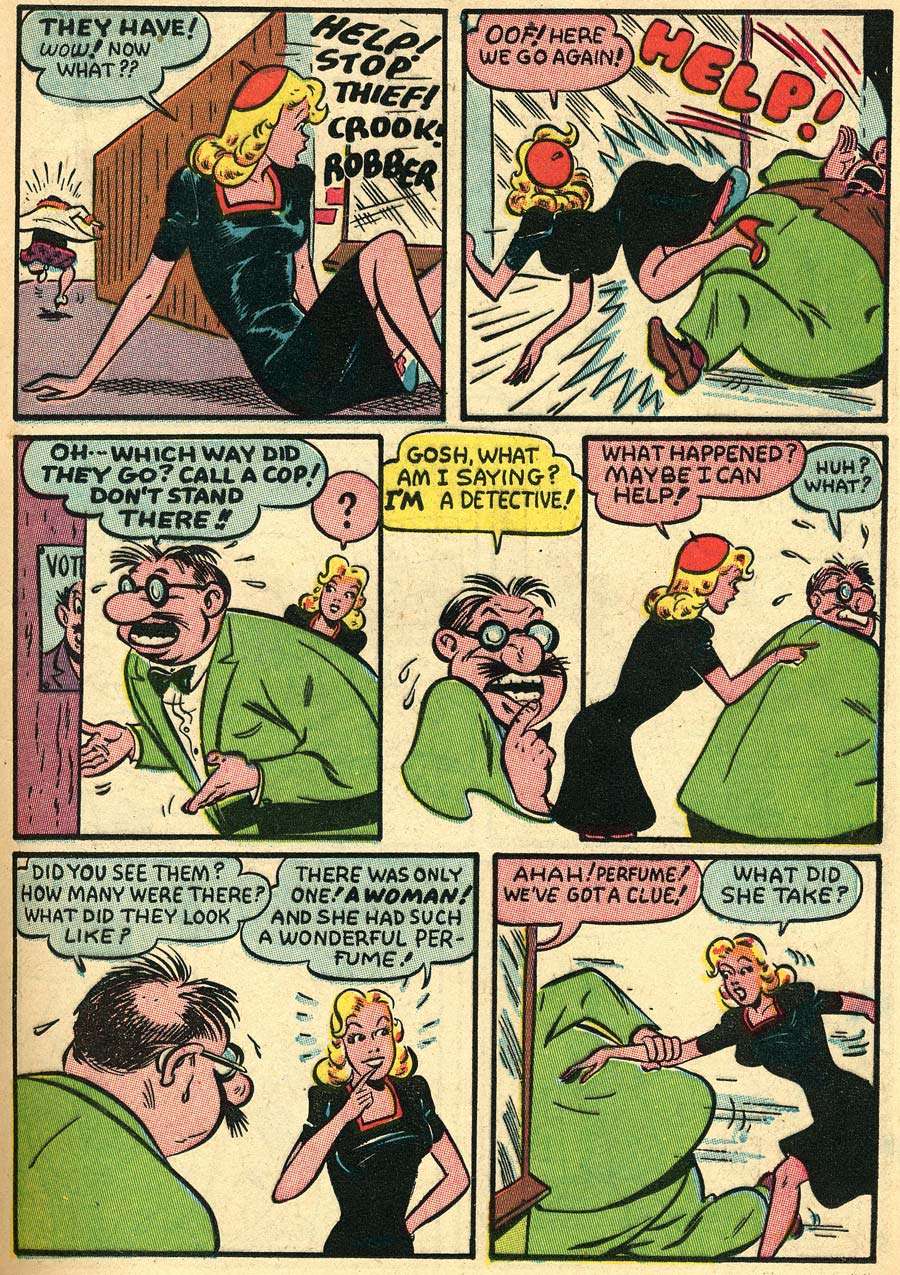 THEY HAVE!
WOW! NOW
WHAT??
HELP!
STOP
THIEF!
CROOK!
ROBBER
OOF! HERE
WE GO AGAIN!
HELP!
OH--WHICH WAY DID
THEY GO? CALL A COP!
DON'T STAND
THERE!!
?
VOT
GOSH, WHAT
AM I SAYING?
I'M A DETECTIVE!
WHAT HAPPENED?
MAYBE I CAN
HELP!
HUH?
WHAT?
DID YOU SEE THEM?
HOW MANY WERE THERE?
WHAT DID THEY LOOK
LIKE?
THERE WAS ONLY
ONE! A WOMAN!
AND SHE HAD SUCH
A WONDERFUL PER-
FUME!
AHAH! PERFUME!
WE'VE GOT A CLUE!
WHAT DID
SHE TAKE?